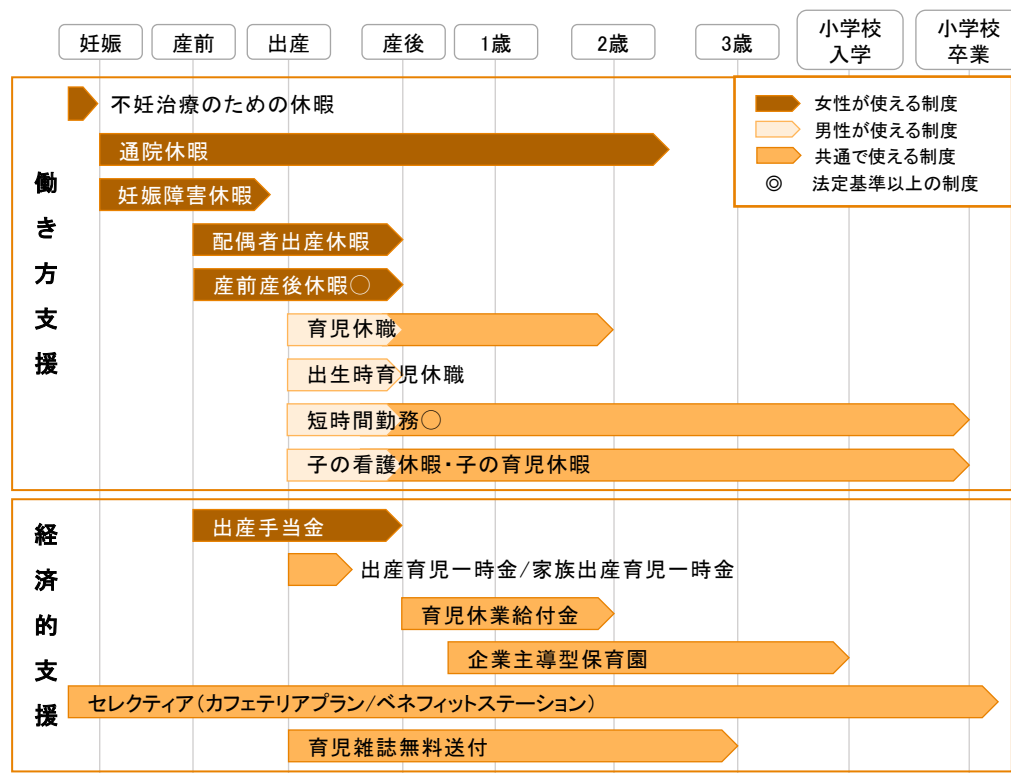 妊娠
産前
出産
産後
1歳
2歳
3歳
小学校
入学
小学校
卒業
女性が使える制度
男性が使える制度
共通で使える制度
◎ 法定基準以上の制度
働き方支援
不妊治療のための休暇
通院休暇
妊娠障害休暇
配偶者出産休暇
産前産後休暇○
育児休職
出生時育児休職
短時間勤務○
子の看護休暇・子の育児休暇
経済的支援
出産手当金
出産育児一時金/家族出産育児一時金
育児休業給付金
企業主導型保育園
セレクティア(カフェテリアプラン/ベネフィットステーション)
育児雑誌無料送付